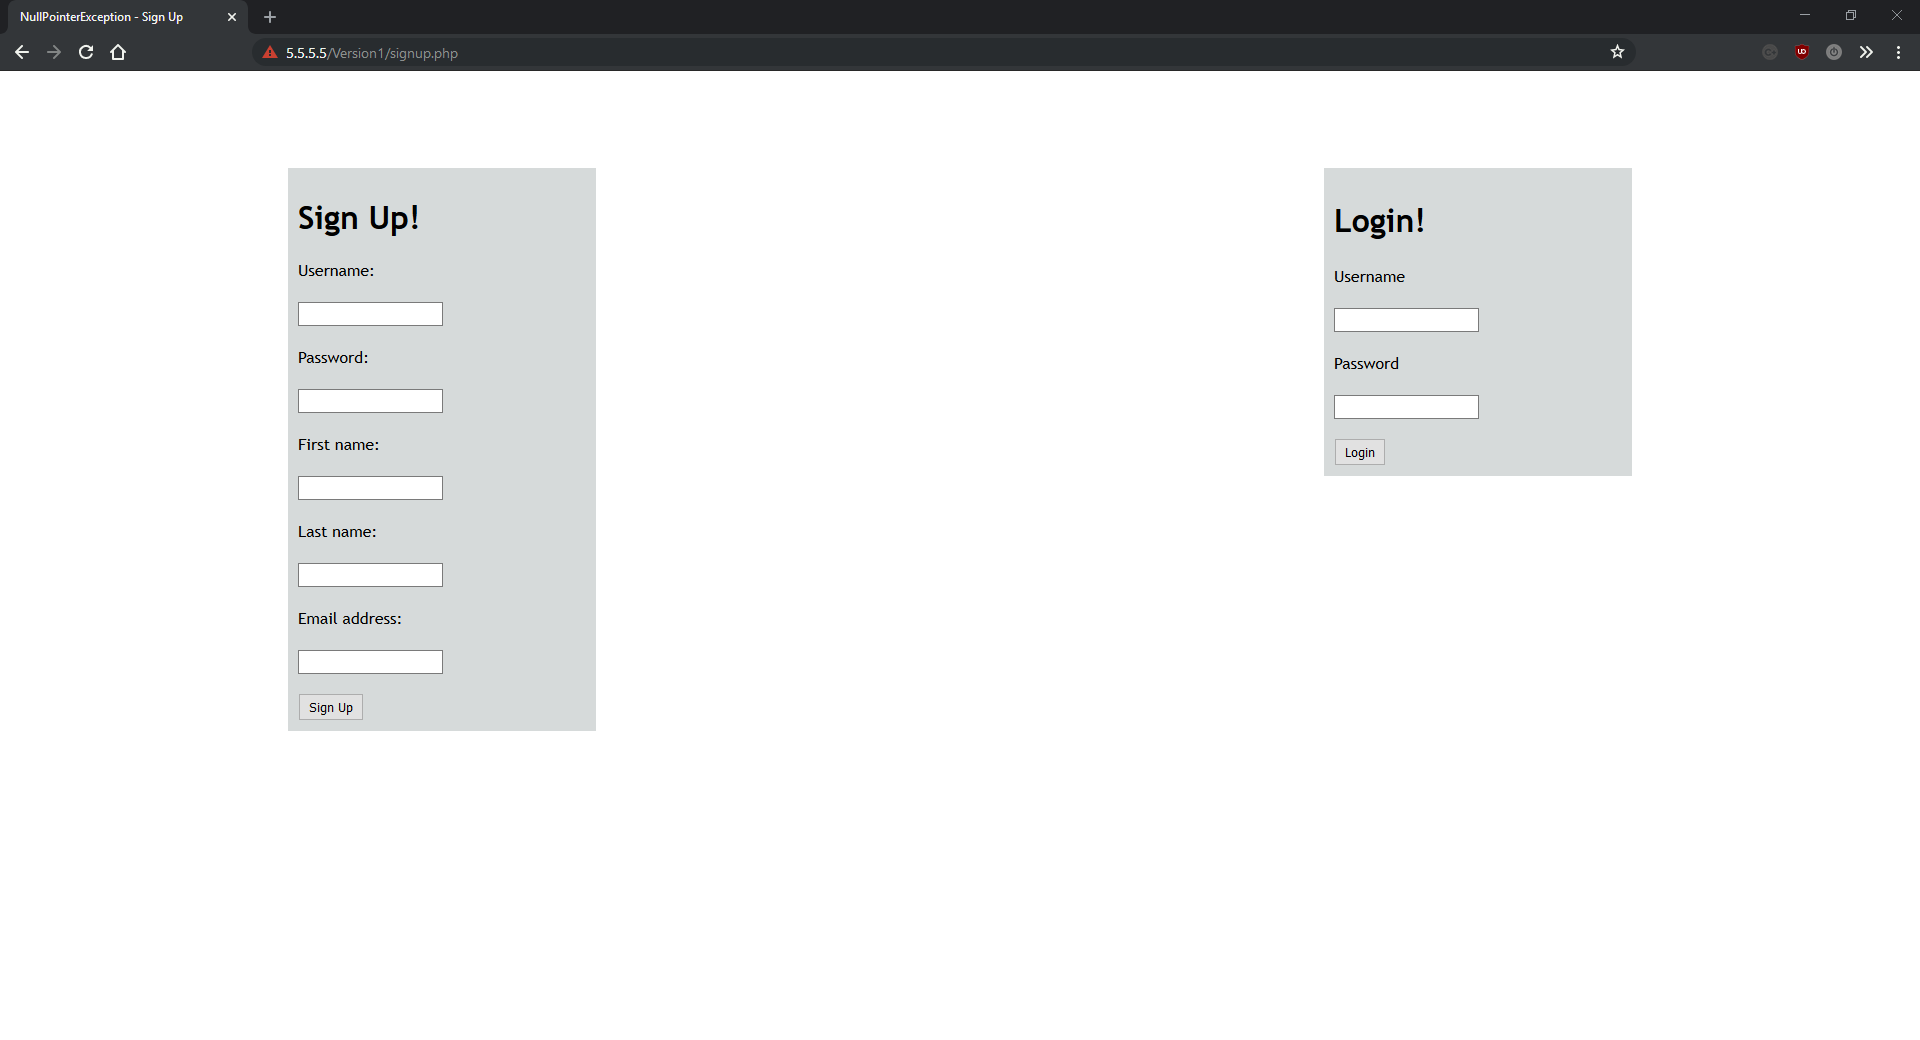 NullPointerException - Sign Up
5.5.5.5/Version1/signup.php
Sign Up!
Username:
Password:
First name:
Last name:
Email address:
Sign Up
Login!
Username
Password
Login